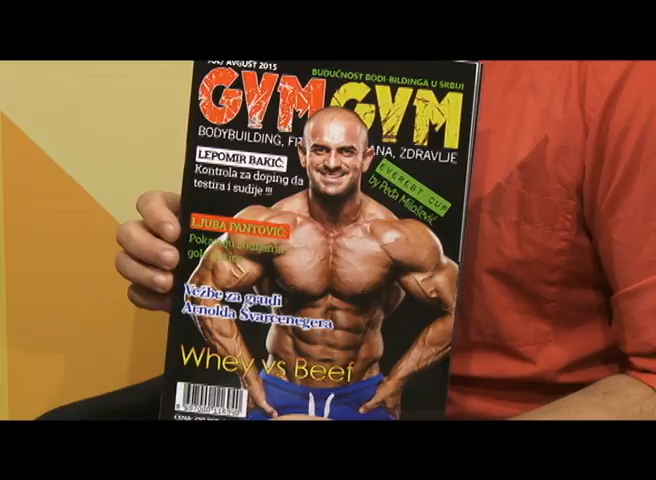 AVGUST 2015
BUDUĆNOST BODI-BILDINGA U SRBIJI
GYM GYM
BODYBUILDING, ANA, ZDRAVLJE
LEPOMIR BAKIĆ:
Kontrola za doping da
testira i sudije !!!
EVEREST CUP
by Peđa Milošević
LJUBA PANTOVIĆ:
Vežbe za grudi
Arnolda Švarcenegera
Whey vs Beef